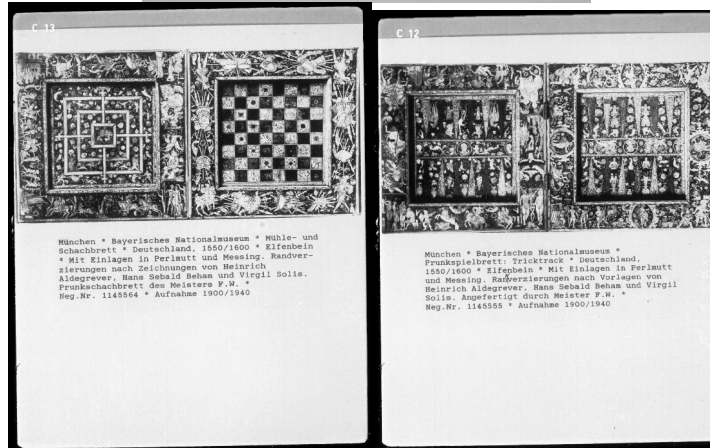 C 13
München * Bayerisches Nationalmuseum * Mühle- und
Schachbrett * Deutschland, 1550/1600 * Elfenbein
* Mit Einlagen in Perlmutt und Messing. Randver-
zierungen nach Zeichnungen von Heinrich
Aldegrever, Hans Sebald Beham und Virgil Solis.
Prunkschachbrett des Meisters F.W. *
Neg.Nr. 1145564 * Aufnahme 1900/1940
C 12
München * Bayerisches Nationalmuseum *
Prunkspielbrett: Tricktrack * Deutschland,
1550/1600 * Elfenbein * Mit Einlagen in Perlmutt
und Messing. Randverzierungen nach Vorlagen von
Heinrich Aldegrever, Hans Sebald Beham und Virgil
Solis. Angefertigt durch Meister F.W. *
Neg.Nr. 1145555 * Aufnahme 1900/1940